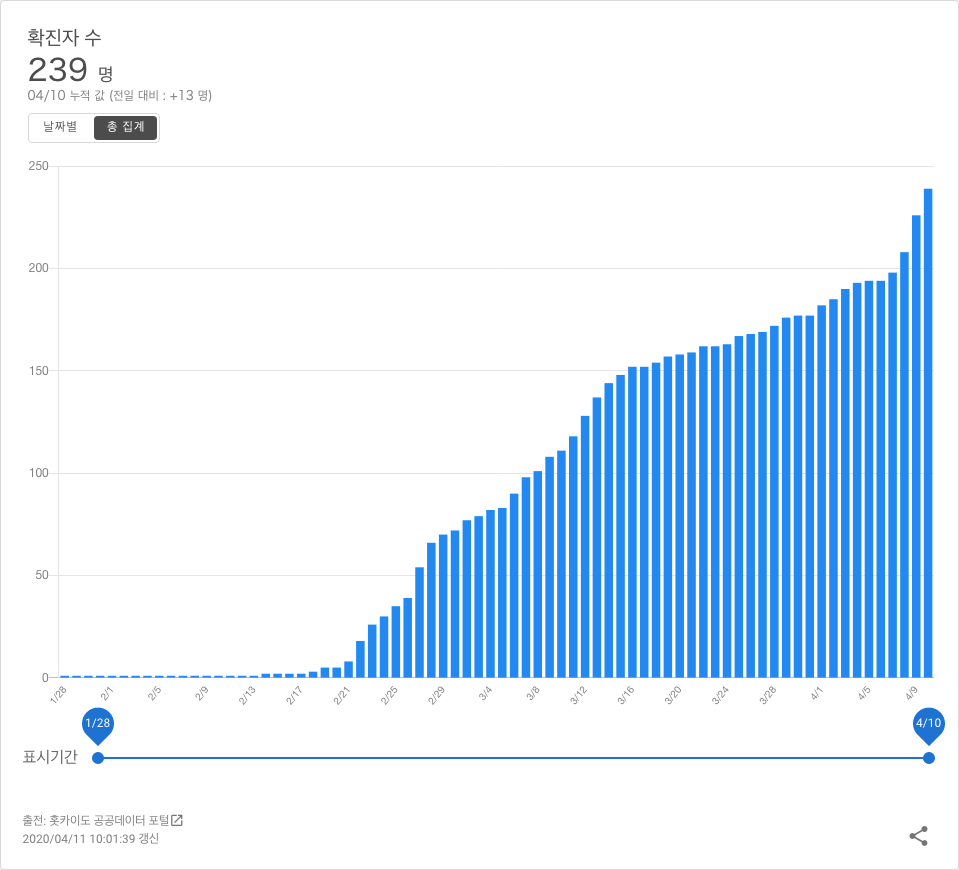 확진자 수
239 명
04/10 누적 값 (전일 대비 : +13 명)
날짜별 총 집계
250
200
150
100
50
0
1/28 2/1 2/5 2/9 2/13 2/17 2/21 2/25 2/29 3/4 3/8 3/12 3/16 3/20 3/24 3/28 4/1 4/5 4/9
1/28 4/10
표시기간
출전: 홋카이도 공공데이터 포털
2020/04/11 10:01:39 갱신